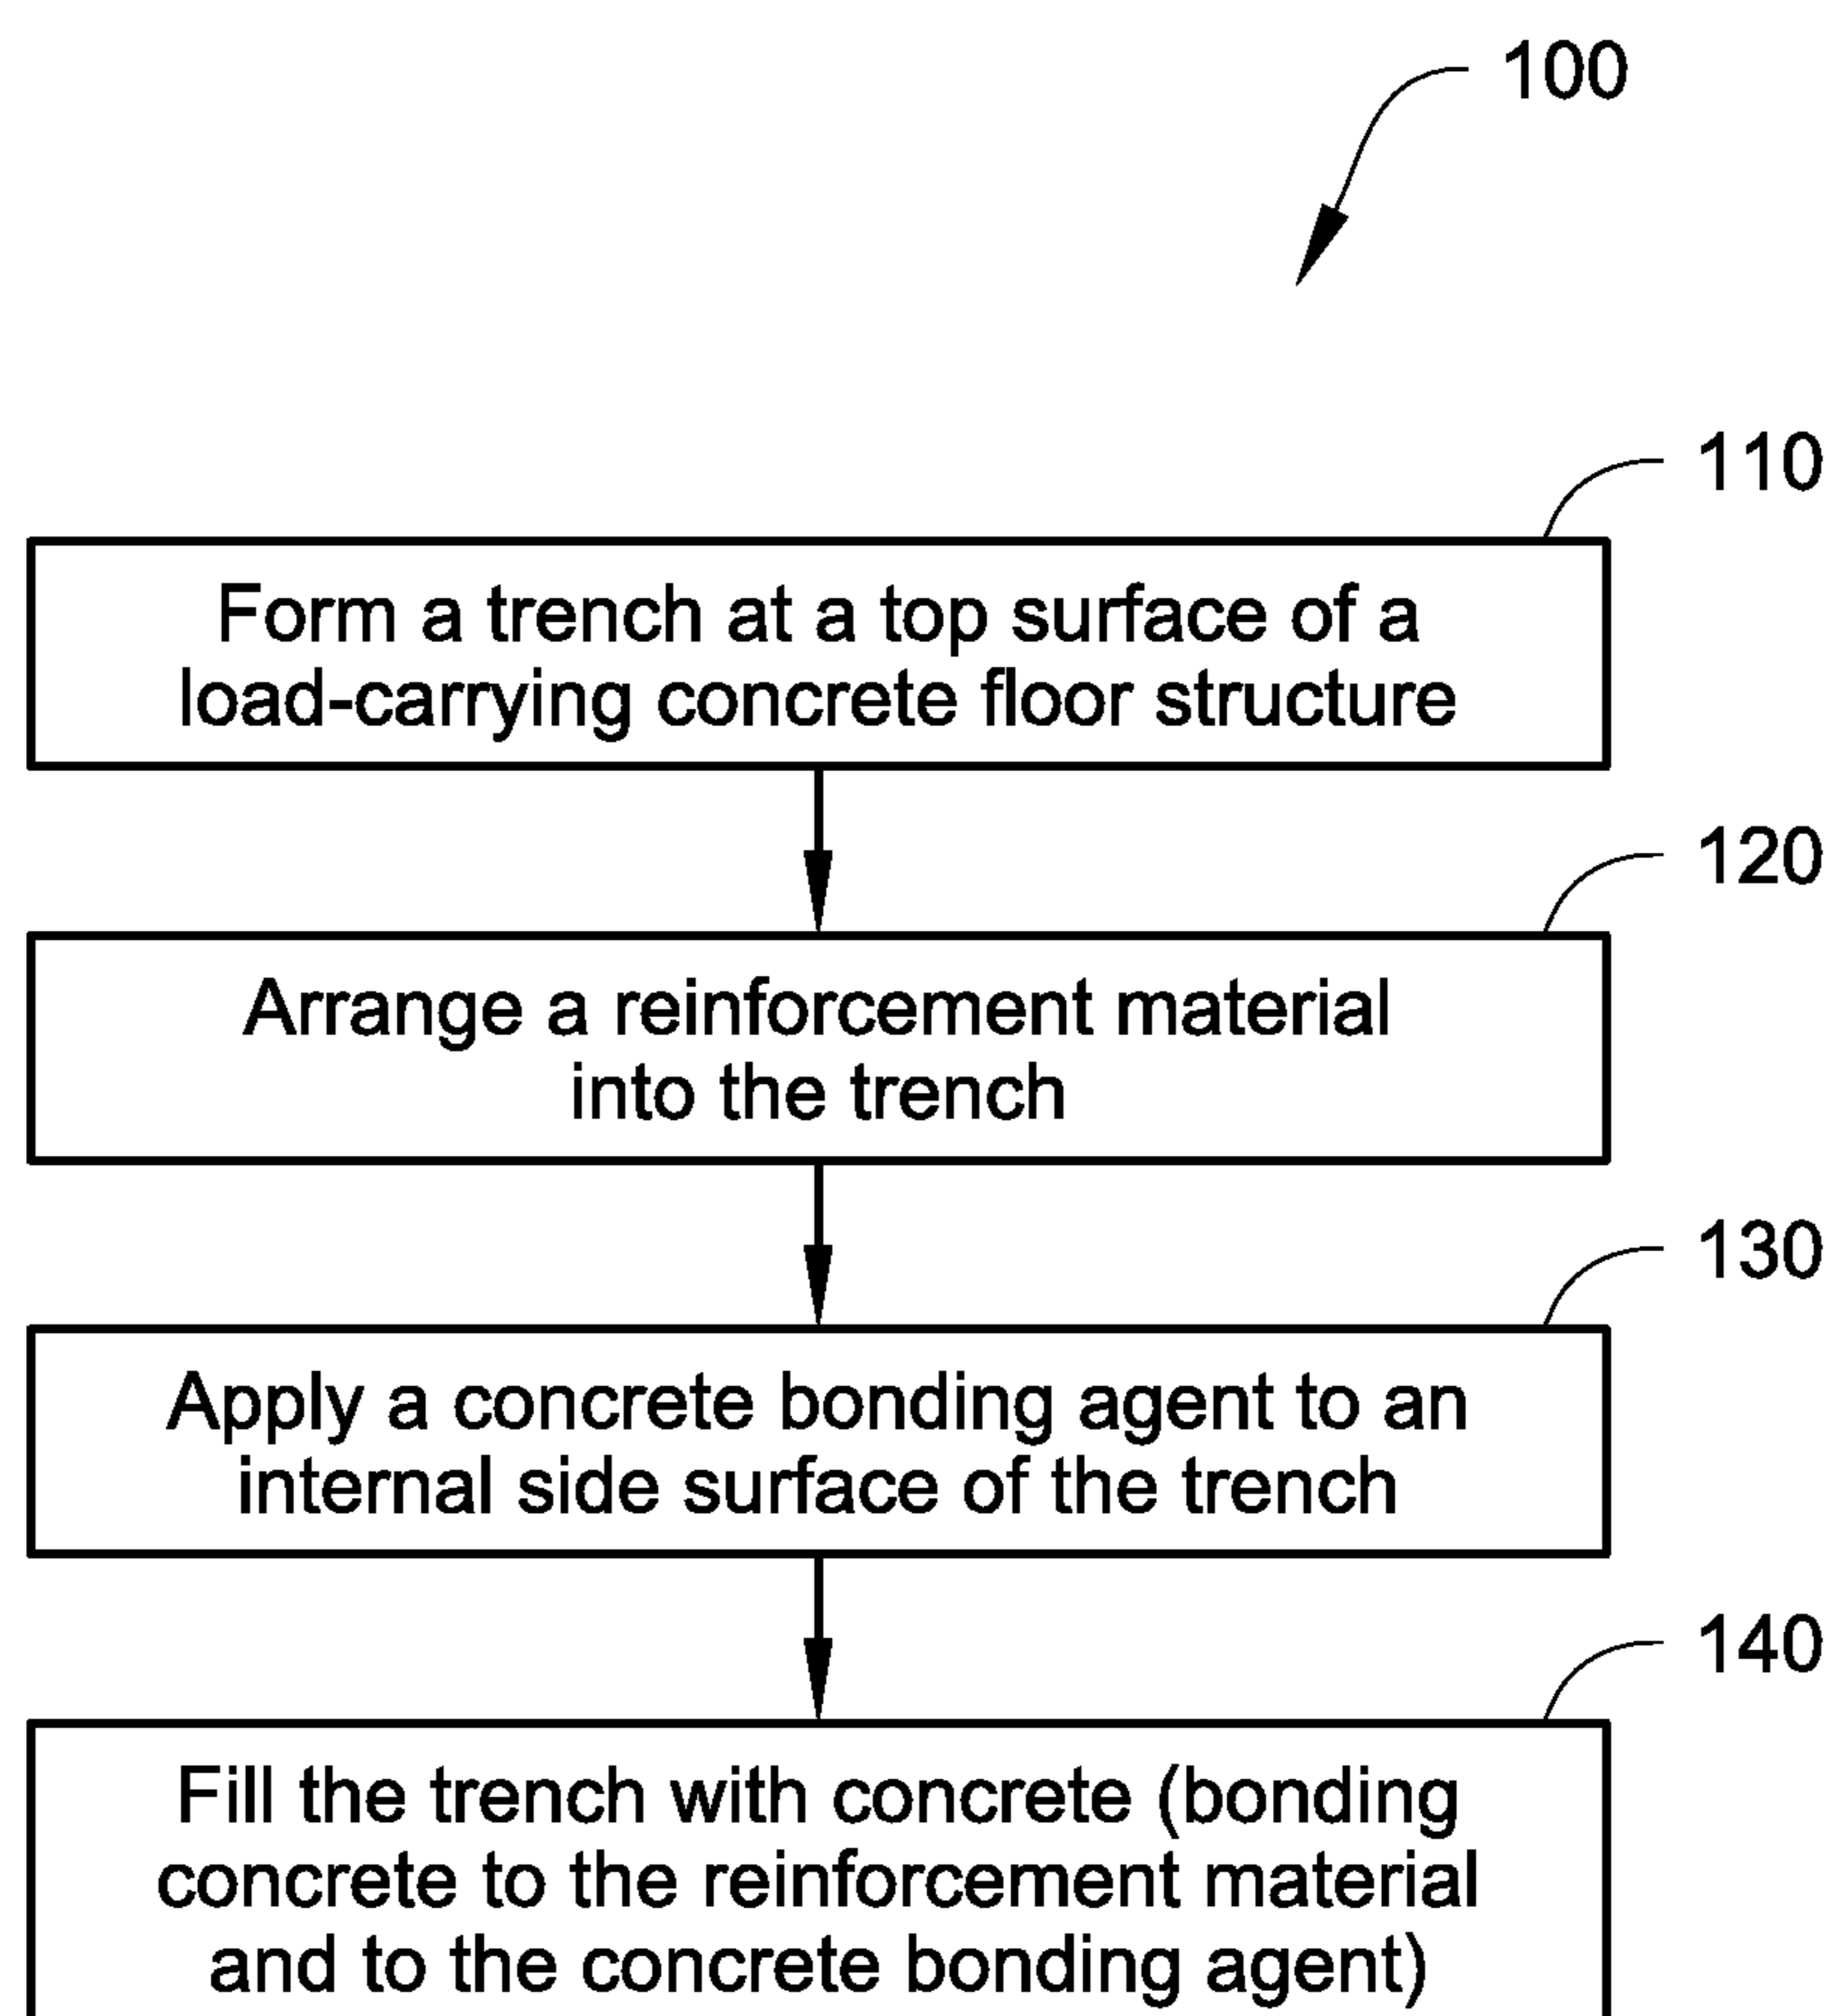 100
110
Form a trench at a top surface of a
load-carrying concrete floor structure
120
Arrange a reinforcement material
into the trench
130
Apply a concrete bonding agent to an
internal side surface of the trench
140
Fill the trench with concrete (bonding
concrete to the reinforcement material
and to the concrete bonding agent)